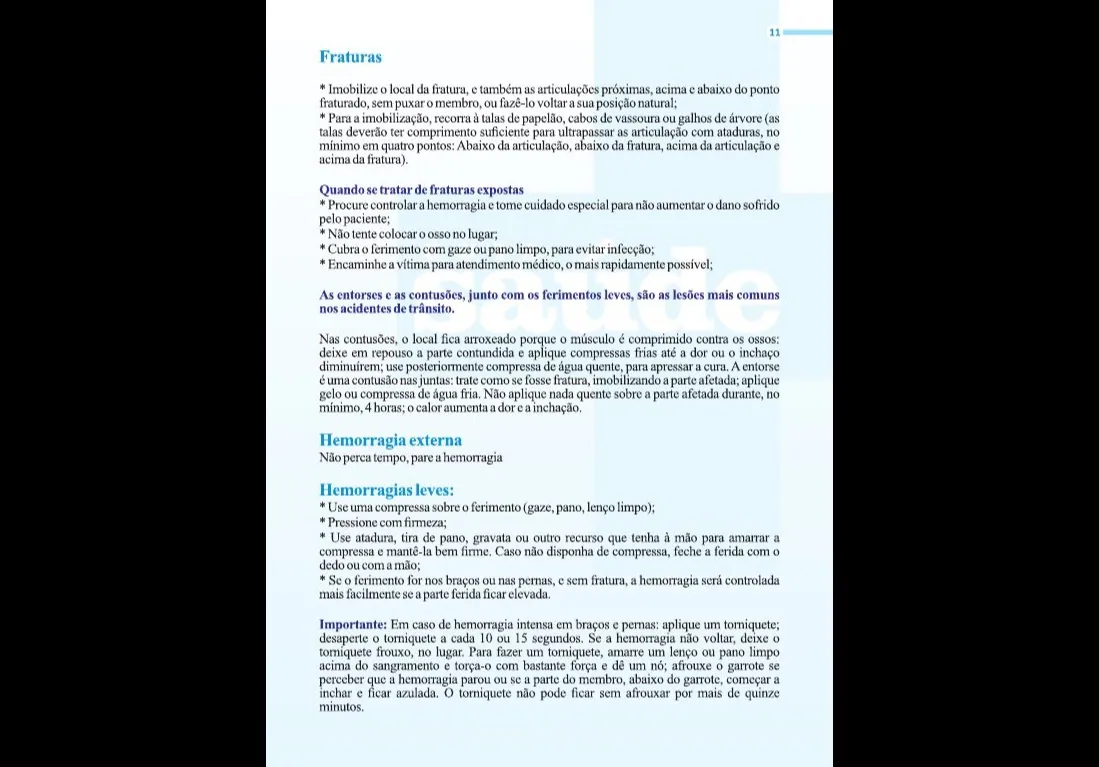 11
Fraturas
* Imobilize o local da fratura, e também as articulações próximas, acima e abaixo do ponto
fraturado, sem puxar o membro, ou fazê-lo voltar a sua posição natural;
* Para a imobilização, recorra à talas de papelão, cabos de vassoura ou galhos de árvore (as
talas deverão ter comprimento suficiente para ultrapassar as articulação com ataduras, no
mínimo em quatro pontos: Abaixo da articulação, abaixo da fratura, acima da articulação e
acima da fratura).
Quando se tratar de fraturas expostas
* Procure controlar a hemorragia e tome cuidado especial para não aumentar o dano sofrido
pelo paciente;
* Não tente colocar o osso no lugar;
* Cubra o ferimento com gaze ou pano limpo, para evitar infecção;
* Encaminhe a vítima para atendimento médico, o mais rapidamente possível;
saúde
As entorses e as contusões, junto com os ferimentos leves, são as lesões mais comuns
nos acidentes de trânsito.
Nas contusões, o local fica arroxeado porque o músculo é comprimido contra os ossos:
deixe em repouso a parte contundida e aplique compressas frias até a dor ou o inchaço
diminuírem; use posteriormente compressa de água quente, para apressar a cura. A entorse
é uma contusão nas juntas: trate como se fosse fratura, imobilizando a parte afetada; aplique
gelo ou compressa de água fria. Não aplique nada quente sobre a parte afetada durante, no
mínimo, 4 horas; o calor aumenta a dor e a inchação.
Hemorragia externa
Não perca tempo, pare a hemorragia
Hemorragias leves:
* Use uma compressa sobre o ferimento (gaze, pano, lenço limpo);
* Pressione com firmeza;
* Use atadura, tira de pano, gravata ou outro recurso que tenha à mão para amarrar a
compressa e mantê-la bem firme. Caso não disponha de compressa, feche a ferida com o
dedo ou com a mão;
* Se o ferimento for nos braços ou nas pernas, e sem fratura, a hemorragia será controlada
mais facilmente se a parte ferida ficar elevada.
Importante: Em caso de hemorragia intensa em braços e pernas: aplique um torniquete;
desaperte o torniquete a cada 10 ou 15 segundos. Se a hemorragia não voltar, deixe o
torniquete frouxo, no lugar. Para fazer um torniquete, amarre um lenço ou pano limpo
acima do sangramento e torça-o com bastante força e dê um nó; afrouxe o garrote se
perceber que a hemorragia parou ou se a parte do membro, abaixo do garrote, começar a
inchar e ficar azulada. O torniquete não pode ficar sem afrouxar por mais de quinze
minutos.